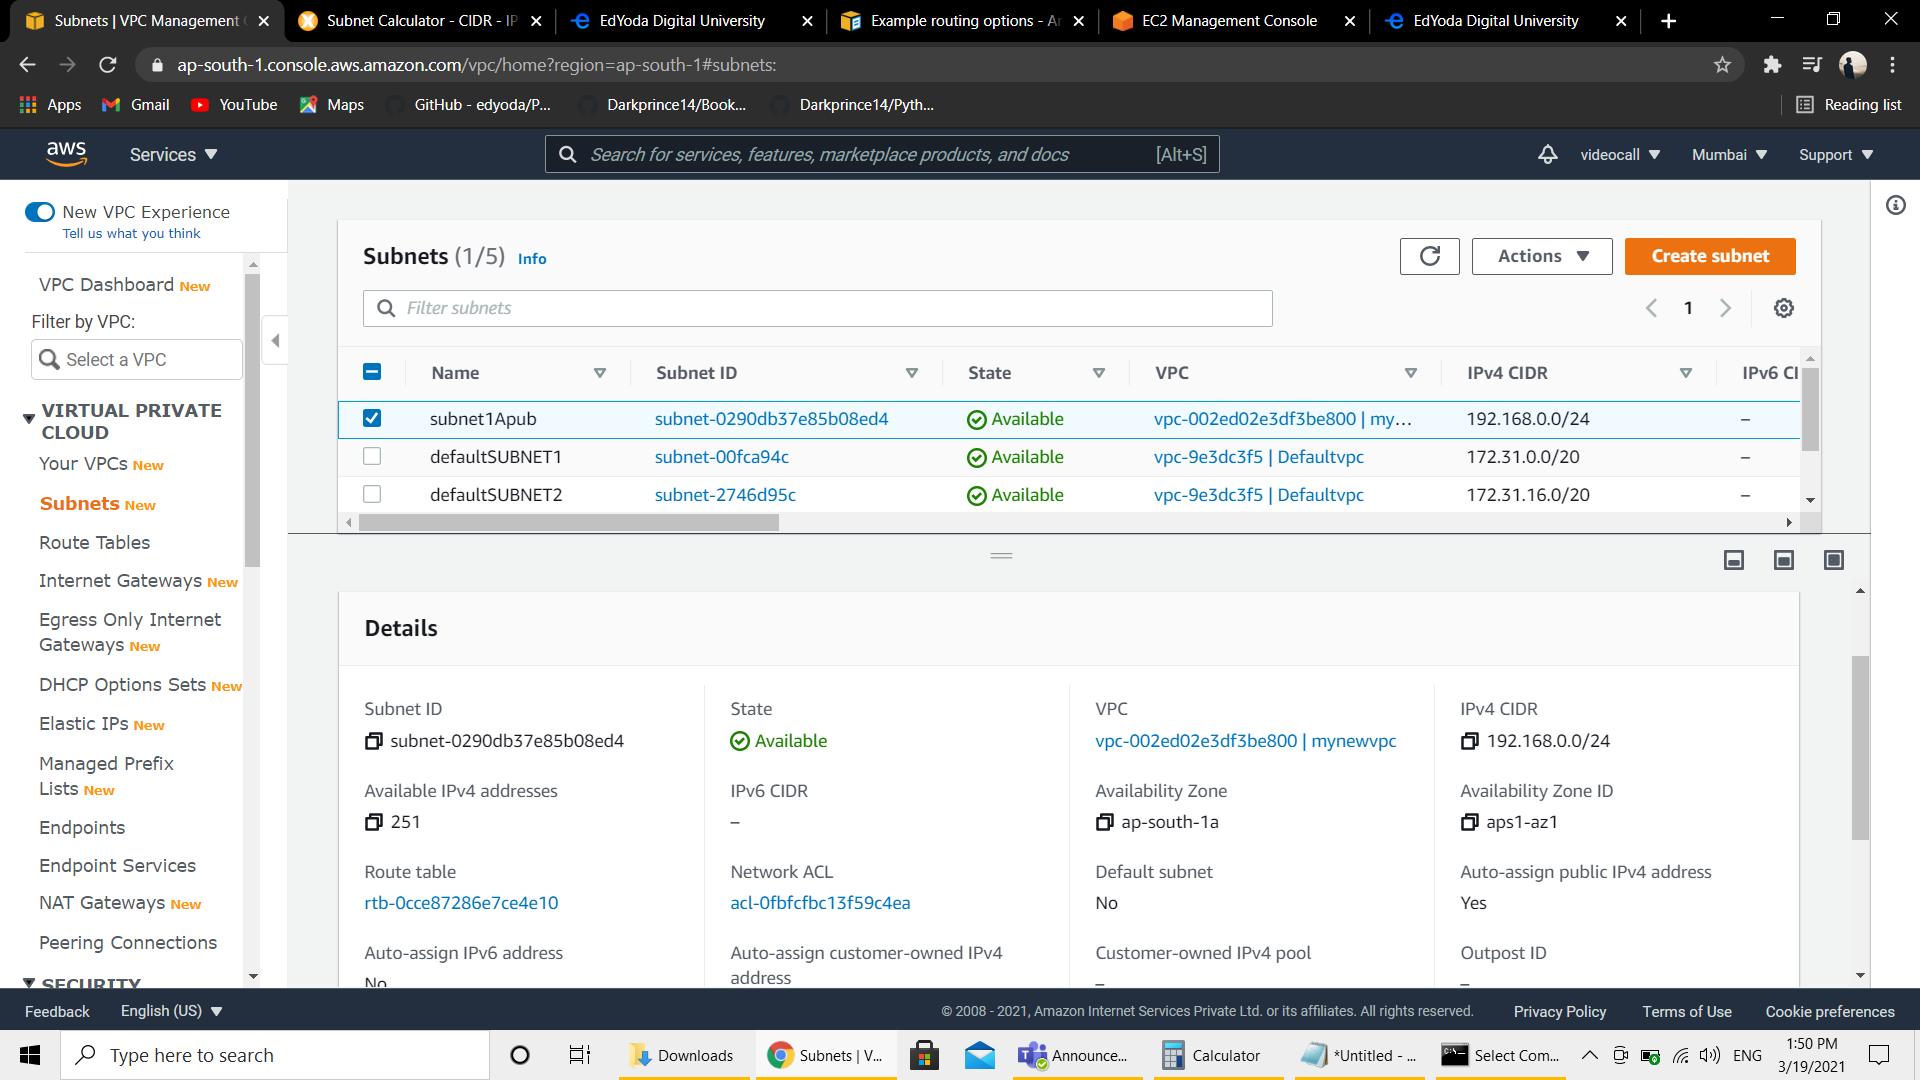 Subnets | VPC Management
Subnet Calculator - CIDR - IP
EdYoda Digital University
Example routing options - A
EC2 Management Console
EdYoda Digital University
ap-south-1.console.aws.amazon.com/vpc/home?region=ap-south-1#subnets:
Apps
Gmail
YouTube
Maps
GitHub - edyoda/P...
Darkprince14/Book...
Darkprince14/Pyth...
Reading list
aws
Services
Search for services, features, marketplace products, and docs
[Alt+S]
videocall
Mumbai
Support
New VPC Experience
Tell us what you think
VPC Dashboard New
Filter by VPC:
Select a VPC
VIRTUAL PRIVATE
CLOUD
Your VPCs New
Subnets New
Route Tables
Internet Gateways New
Egress Only Internet
Gateways New
DHCP Options Sets New
Elastic IPs New
Managed Prefix
Lists New
Endpoints
Endpoint Services
NAT Gateways New
Peering Connections
SECURITY
Subnets (1/5) Info
Actions
Create subnet
Filter subnets
1
Name Subnet ID State VPC IPv4 CIDR IPv6 CI
subnet1Apub subnet-0290db37e85b08ed4 Available vpc-002ed02e3df3be800 | my... 192.168.0.0/24 –
defaultSUBNET1 subnet-00fca94c Available vpc-9e3dc3f5 | Defaultvpc 172.31.0.0/20 –
defaultSUBNET2 subnet-2746d95c Available vpc-9e3dc3f5 | Defaultvpc 172.31.16.0/20 –
Details
Subnet ID State VPC IPv4 CIDR
subnet-0290db37e85b08ed4 Available vpc-002ed02e3df3be800 | mynewvpc 192.168.0.0/24
Available IPv4 addresses IPv6 CIDR Availability Zone Availability Zone ID
251 – ap-south-1a aps1-az1
Route table Network ACL Default subnet Auto-assign public IPv4 address
rtb-0cce87286e7ce4e10 acl-0fbfcfbc13f59c4ea No Yes
Auto-assign IPv6 address Auto-assign customer-owned IPv4 Customer-owned IPv4 pool Outpost ID
address
No – –
Feedback
English (US)
© 2008 - 2021, Amazon Internet Services Private Ltd. or its affiliates. All rights reserved.
Privacy Policy
Terms of Use
Cookie preferences
Type here to search
Downloads
Subnets | V...
Announce...
Calculator
*Untitled - ...
Select Com...
ENG
1:50 PM
3/19/2021